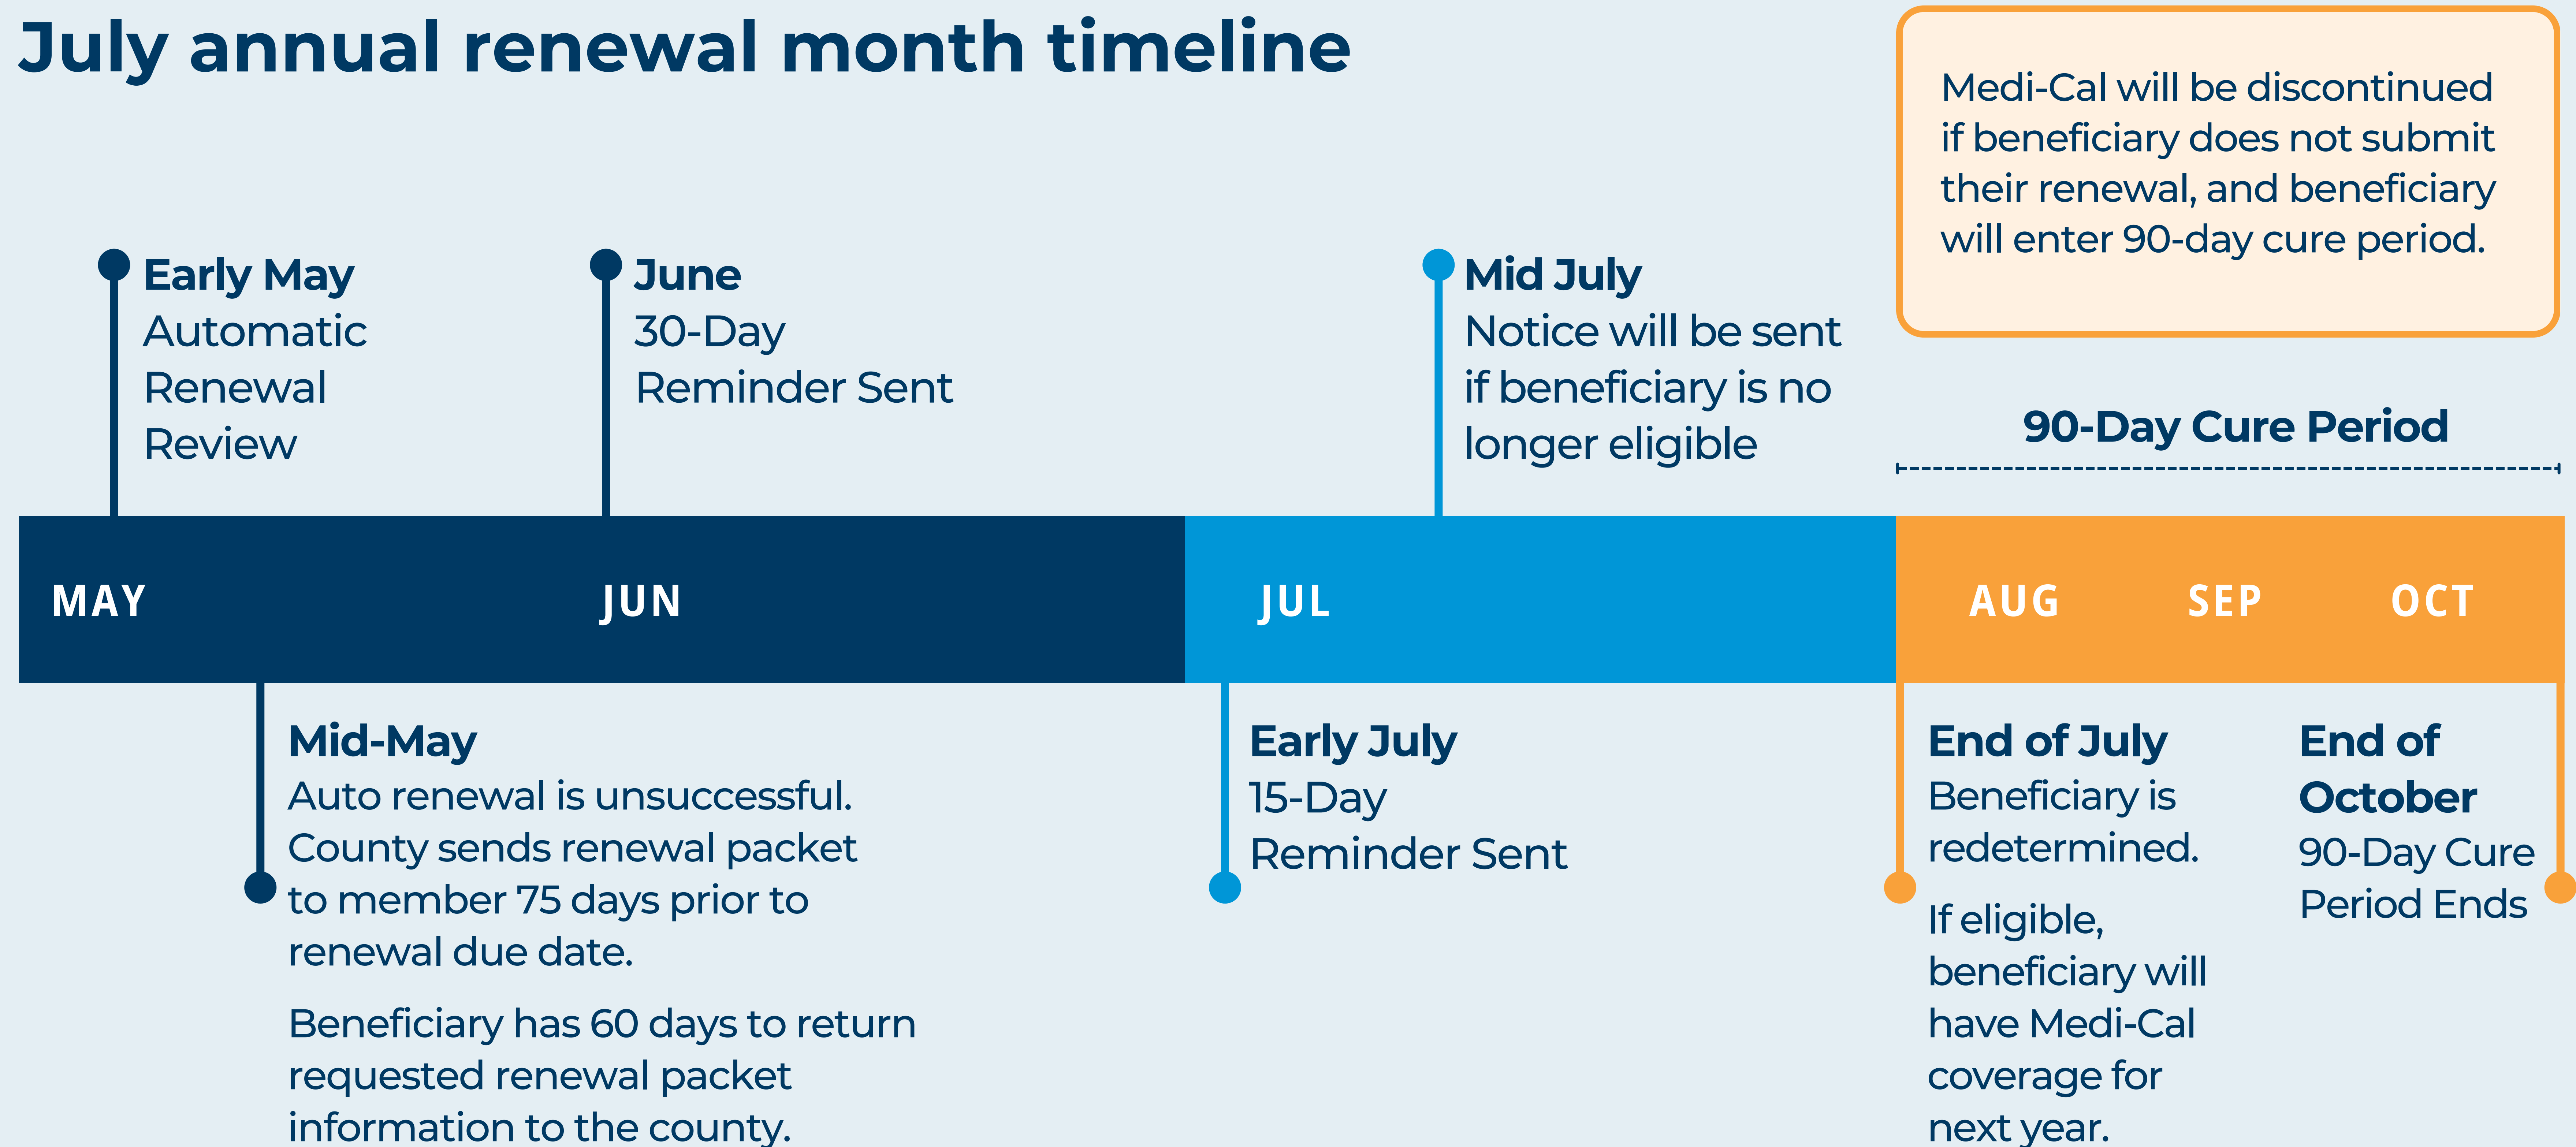 July annual renewal month timeline
Medi-Cal will be discontinued
if beneficiary does not submit
their renewal, and beneficiary
will enter 90-day cure period.
Early May
Automatic
Renewal
Review
June
30-Day
Reminder Sent
Mid July
Notice will be sent
if beneficiary is no
longer eligible
90-Day Cure Period
MAY
JUN
JUL
AUG
SEP
OCT
Mid-May
Auto renewal is unsuccessful.
County sends renewal packet
to member 75 days prior to
renewal due date.
Beneficiary has 60 days to return
requested renewal packet
information to the county.
Early July
15-Day
Reminder Sent
End of July
Beneficiary is
redetermined.
If eligible,
beneficiary will
have Medi-Cal
coverage for
next year.
End of
October
90-Day Cure
Period Ends